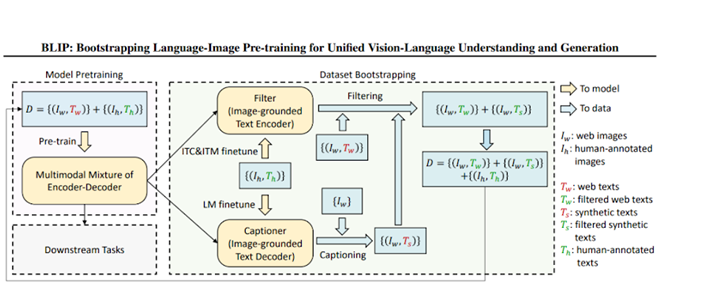 BLIP: Bootstrapping Language-Image Pre-training for Unified Vision-Language Understanding and Generation
Model Pretraining
D = {(I_w, T_w)} + {(I_h, T_h)}
Pre-train
Multimodal Mixture of
Encoder-Decoder
Downstream Tasks
Dataset Bootstrapping
Filter
(Image-grounded
Text Encoder)
ITC&ITM finetune
{(I_h, T_h)}
LM finetune
Captioner
(Image-grounded
Text Decoder)
Filtering
{(I_w, T_w)}
{I_w}
Captioning
{(I_w, T_s)}
{(I_w, T_w)} + {(I_w, T_s)}
D = {(I_w, T_w)} + {(I_w, T_s)}
+{(I_h, T_h)}
To model
To data
I_w: web images
I_h: human-annotated
images
T_w: web texts
T_w: filtered web texts
T_s: synthetic texts
T_s: filtered synthetic
texts
T_h: human-annotated
texts